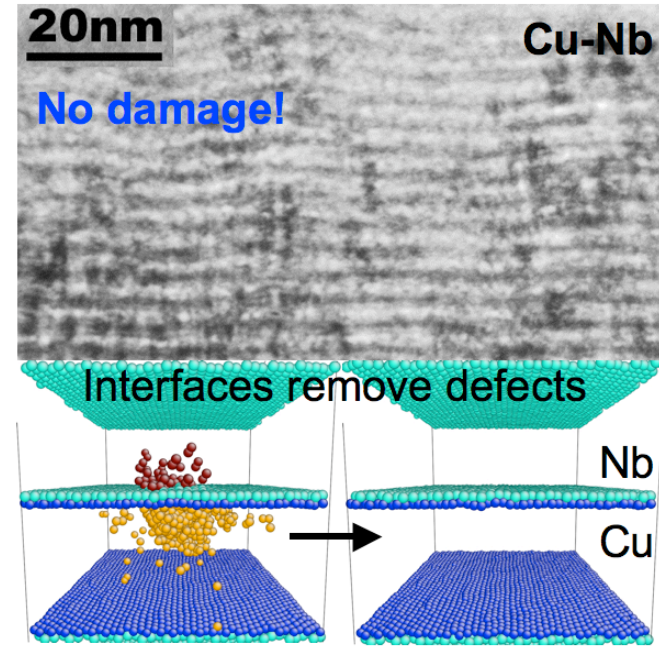 20nm
Cu-Nb
No damage!
Interfaces remove defects
Nb
Cu